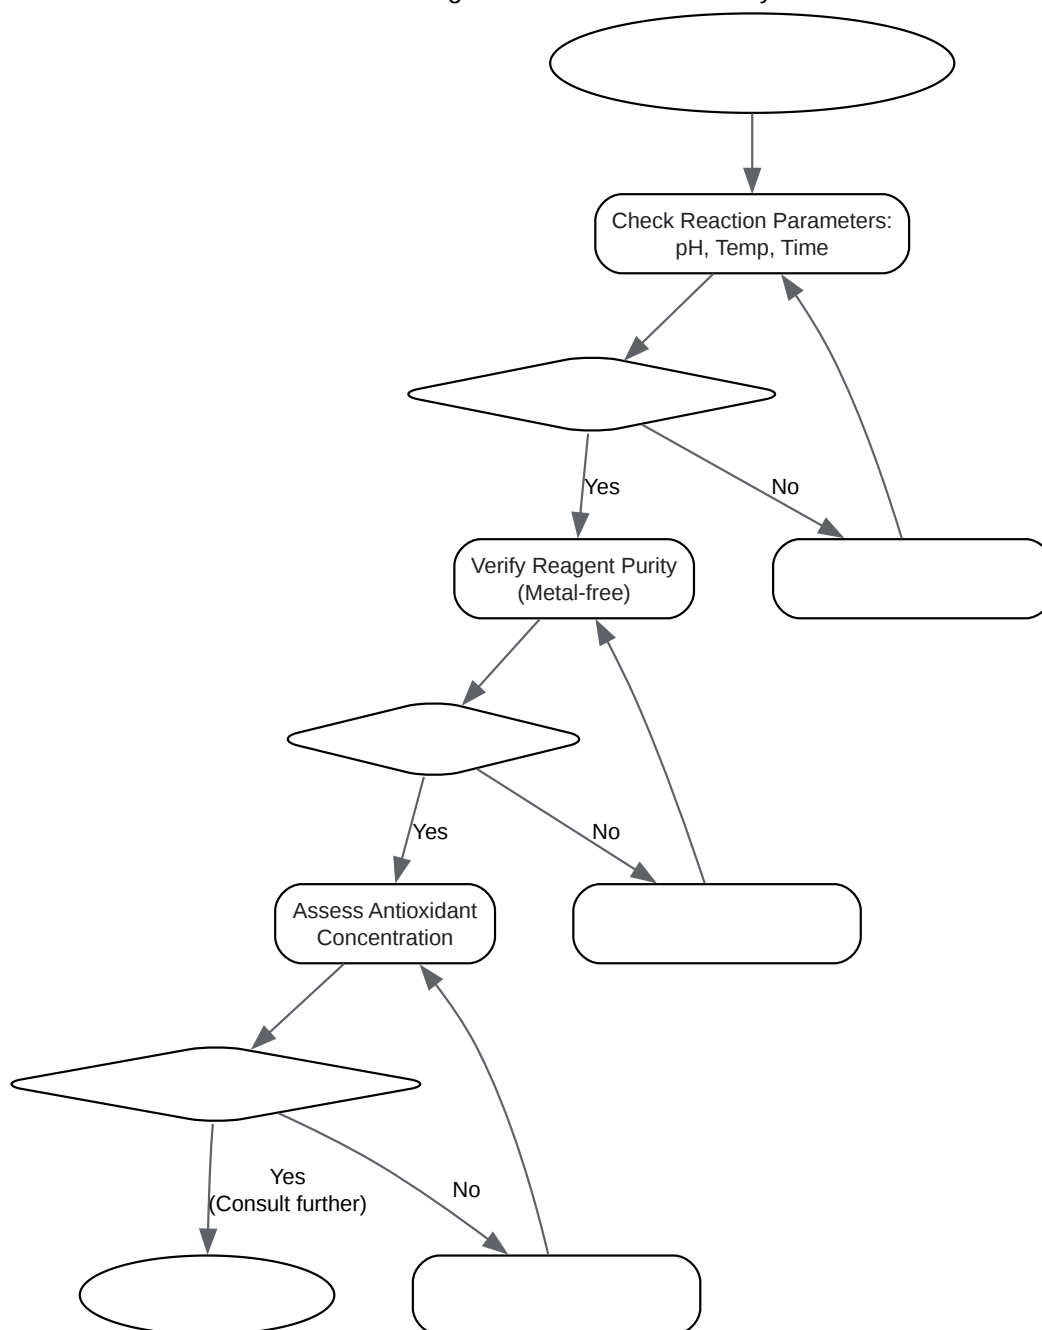 Check Reaction Parameters:
pH, Temp, Time
Yes
No
Verify Reagent Purity
(Metal-free)
Yes
No
Assess Antioxidant
Concentration
Yes
(Consult further)
No